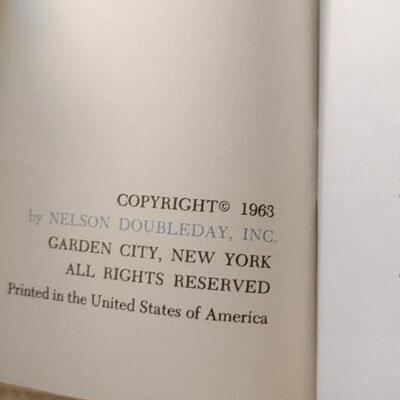 COPYRIGHT© 1963
by NELSON DOUBLEDAY, INC.
GARDEN CITY, NEW YORK
ALL RIGHTS RESERVED
Printed in the United States of America